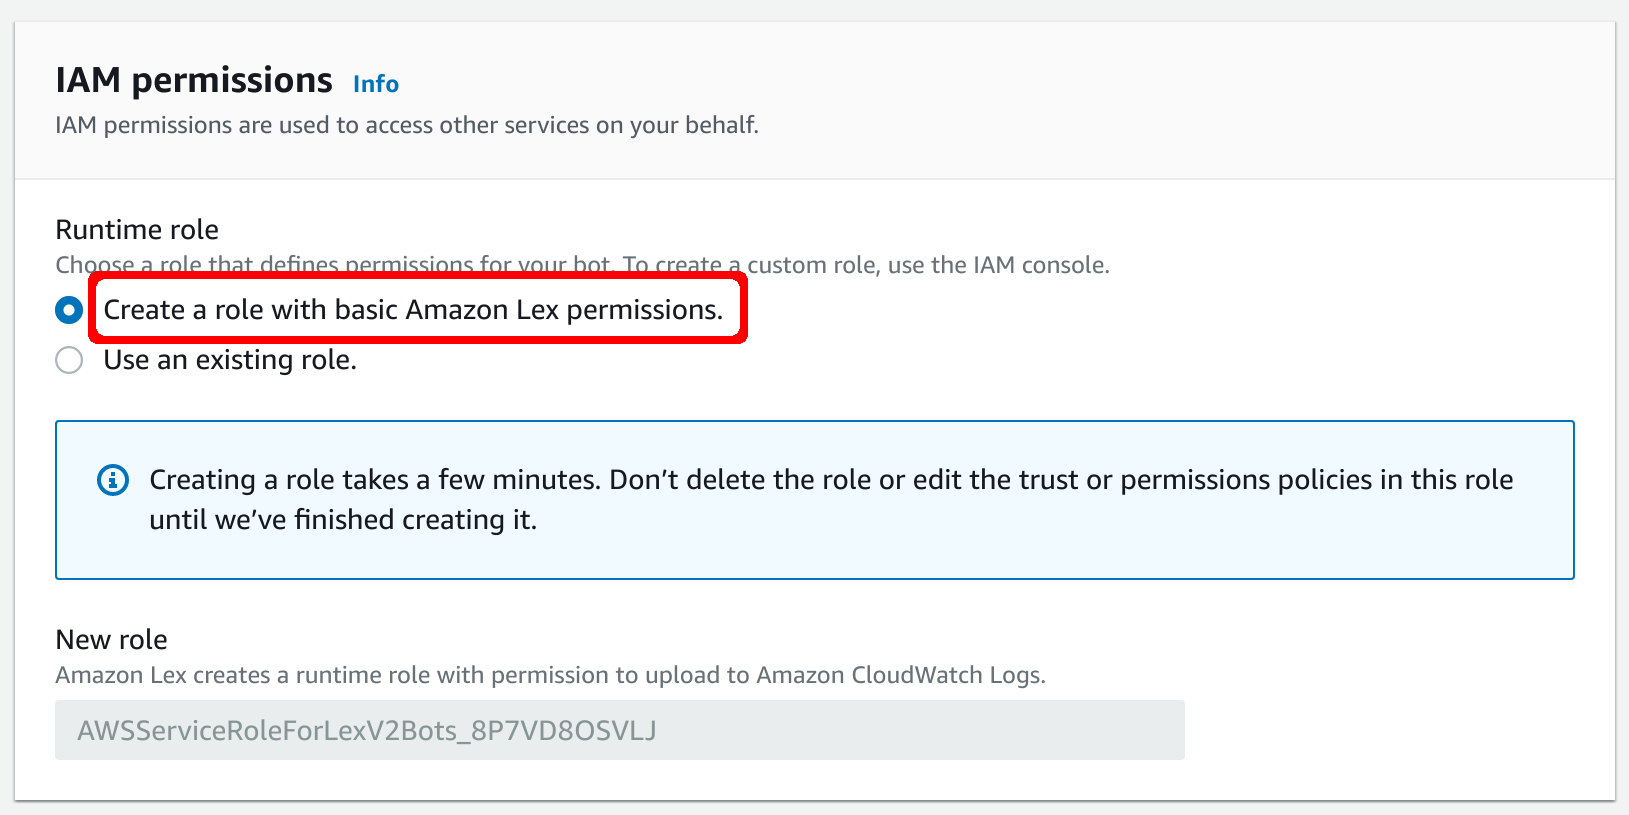 IAM permissions Info
IAM permissions are used to access other services on your behalf.
Runtime role
Choose a role that defines permissions for your bot. To create a custom role, use the IAM console.
Create a role with basic Amazon Lex permissions.
Use an existing role.
Creating a role takes a few minutes. Don’t delete the role or edit the trust or permissions policies in this role
until we’ve finished creating it.
New role
Amazon Lex creates a runtime role with permission to upload to Amazon CloudWatch Logs.
AWSServiceRoleForLexV2Bots_8P7VD8OSVLJ